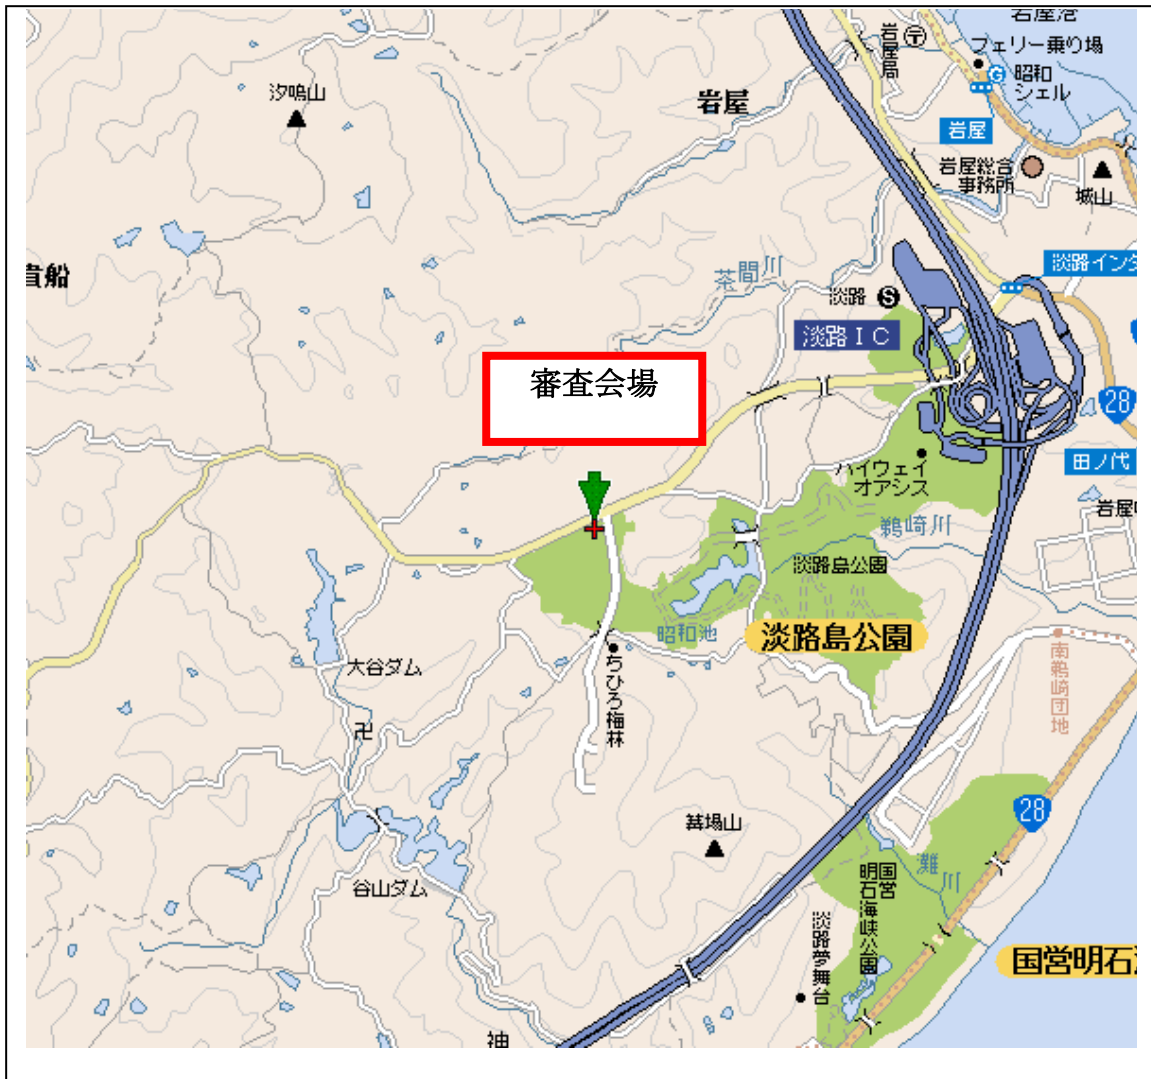 岩屋港
フェリー乗り場
岩屋局
昭和
シェル
汐鳴山
岩屋
岩屋
岩屋総合
事務所
城山
貴船
茶間川
淡路
淡路インタ
淡路IC
審査会場
28
田ノ代
ハイウェイ
オアシス
岩屋中
鵜崎川
淡路島公園
昭和池
淡路島公園
南鵜崎団地
大谷ダム
ちひろ梅林
28
谷山ダム
灘川
国営
明石海峡公園
淡路夢舞台
国営明石海
神